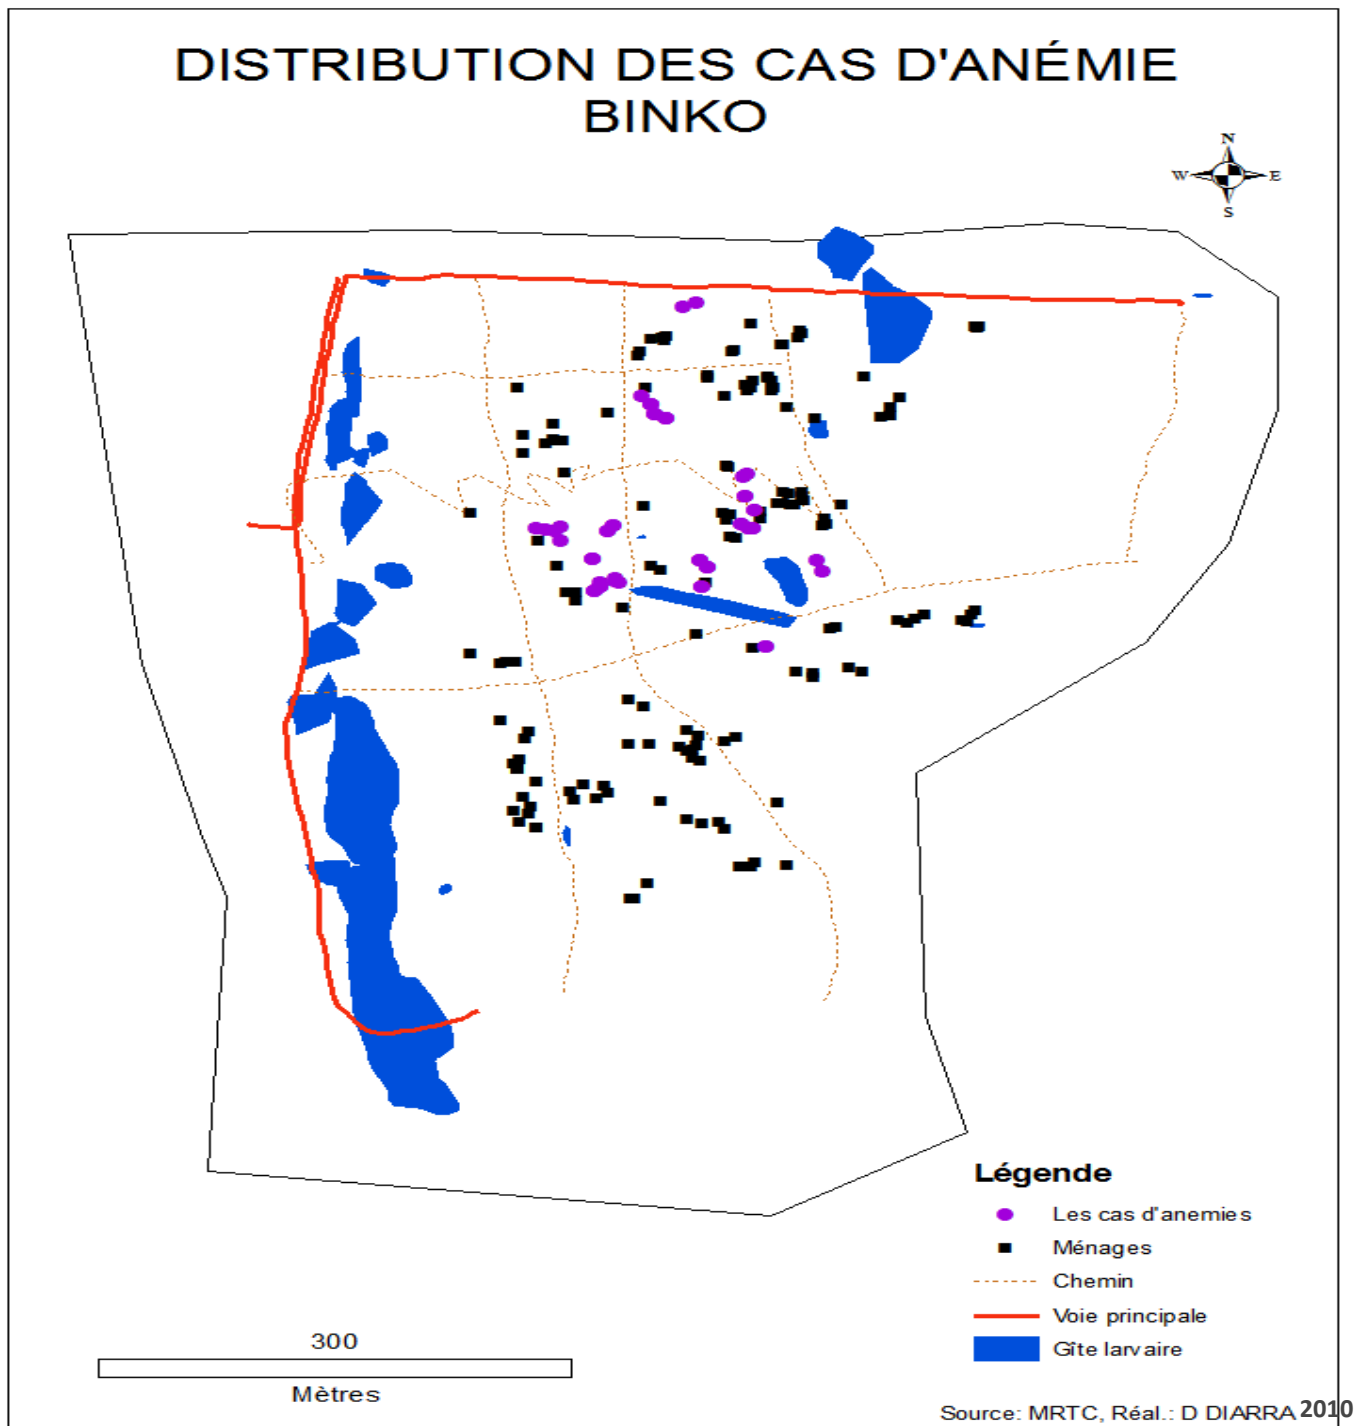 DISTRIBUTION DES CAS D'ANÉMIE
BINKO
N
W E
S
Légende
Les cas d'anemies
Ménages
Chemin
Voie principale
Gîte larvaire
300
Mètres
Source: MRTC, Réal.: D DIARRA 2010